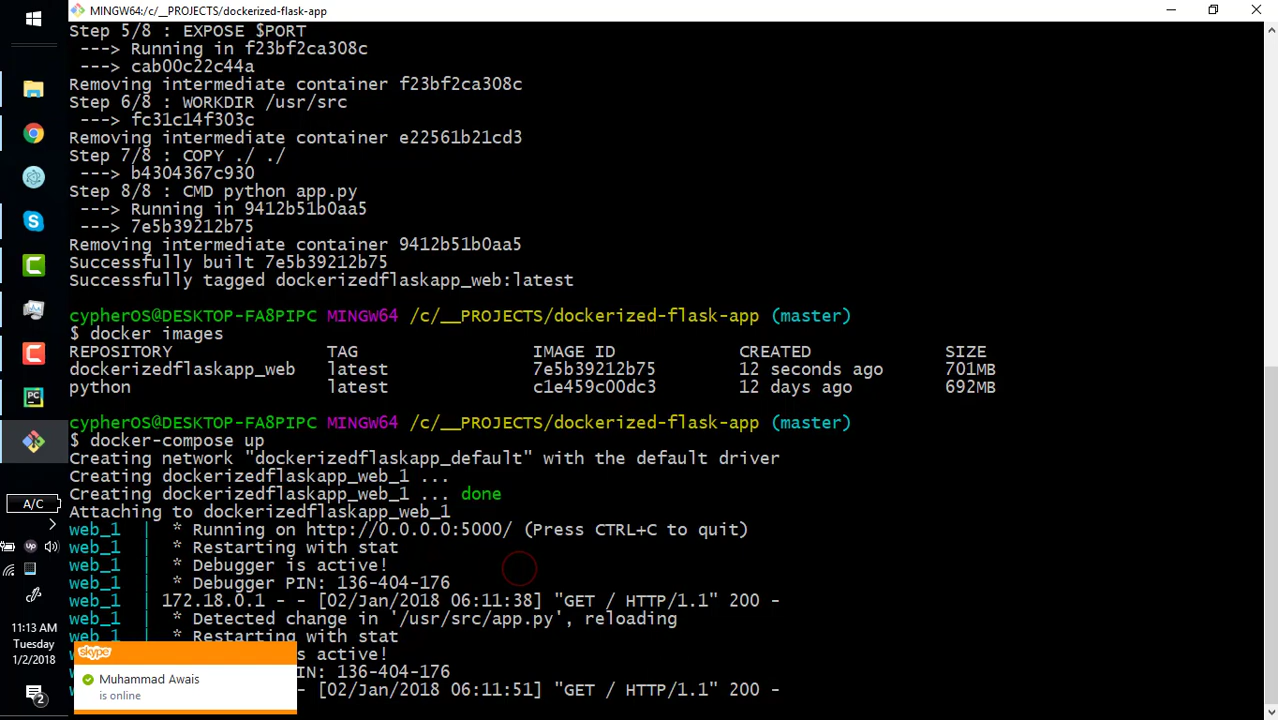 MINGW64:/c/__PROJECTS/dockerized-flask-app
Step 5/8 : EXPOSE $PORT
---> Running in f23bf2ca308c
---> cab00c22c44a
Removing intermediate container f23bf2ca308c
Step 6/8 : WORKDIR /usr/src
---> fc31c14f303c
Removing intermediate container e22561b21cd3
Step 7/8 : COPY ./ ./
---> b4304367c930
Step 8/8 : CMD python app.py
---> Running in 9412b51b0aa5
---> 7e5b39212b75
Removing intermediate container 9412b51b0aa5
Successfully built 7e5b39212b75
Successfully tagged dockerizedflaskapp_web:latest
cypherOS@DESKTOP-FA8PIPC MINGW64 /c/__PROJECTS/dockerized-flask-app (master)
$ docker images
REPOSITORY TAG IMAGE ID CREATED SIZE
dockerizedflaskapp_web latest 7e5b39212b75 12 seconds ago 701MB
python latest c1e459c00dc3 12 days ago 692MB
cypherOS@DESKTOP-FA8PIPC MINGW64 /c/__PROJECTS/dockerized-flask-app (master)
$ docker-compose up
Creating network "dockerizedflaskapp_default" with the default driver
Creating dockerizedflaskapp_web_1 ...
Creating dockerizedflaskapp_web_1 ... done
Attaching to dockerizedflaskapp_web_1
web_1 | * Running on http://0.0.0.0:5000/ (Press CTRL+C to quit)
web_1 | * Restarting with stat
web_1 | * Debugger is active!
web_1 | * Debugger PIN: 136-404-176
web_1 | 172.18.0.1 - - [02/Jan/2018 06:11:38] "GET / HTTP/1.1" 200 -
web_1 | * Detected change in '/usr/src/app.py', reloading
web_1 | * Restarting with stat
s active!
PIN: 136-404-176
- - [02/Jan/2018 06:11:51] "GET / HTTP/1.1" 200 -
skype
Muhammad Awais
is online
A/C
up
11:13 AM
Tuesday
1/2/2018
2